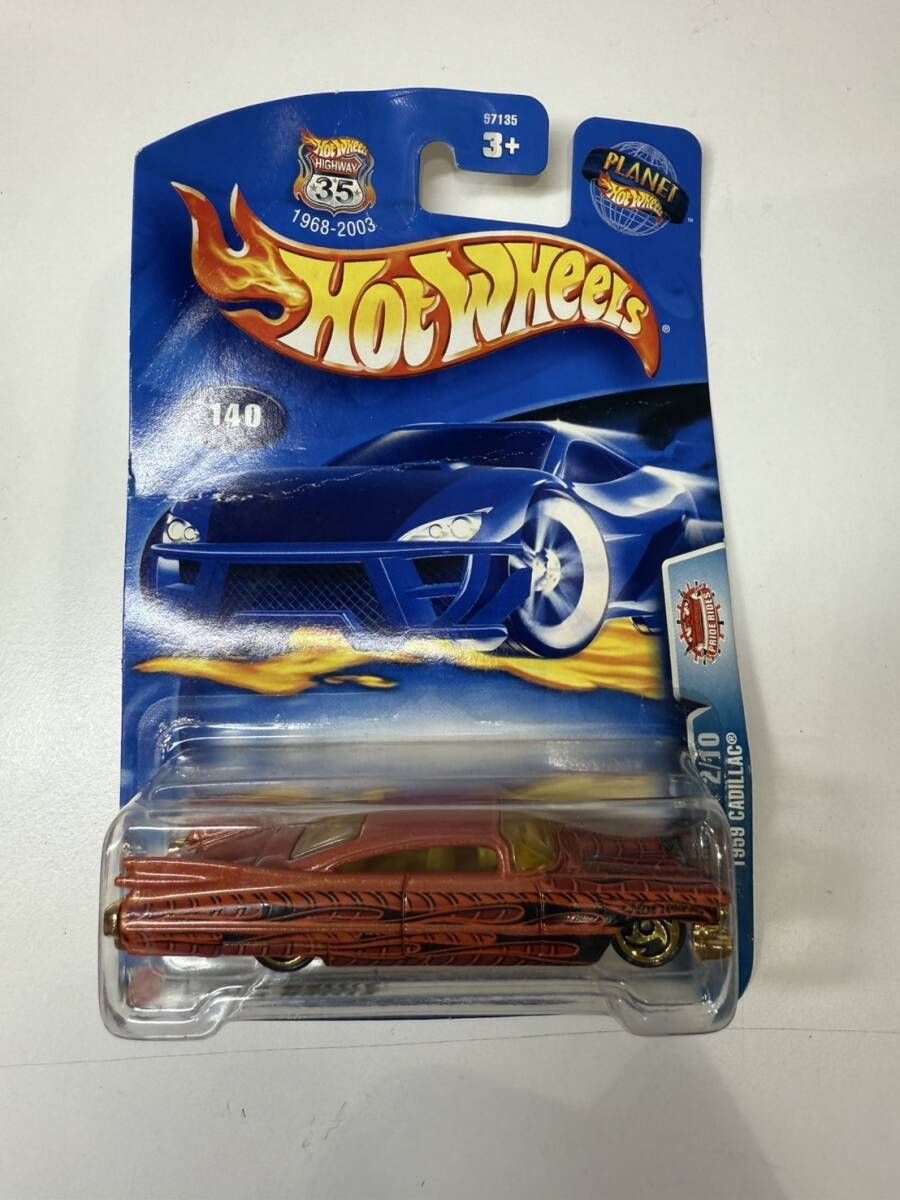 HOT WHEELS
HIGHWAY
35
1968-2003
57135
3+
PLANET
HOT WHEELS
™
HOT WHEELS
®
140
PRIDE RIDES
2/10
1959 CADILLAC®